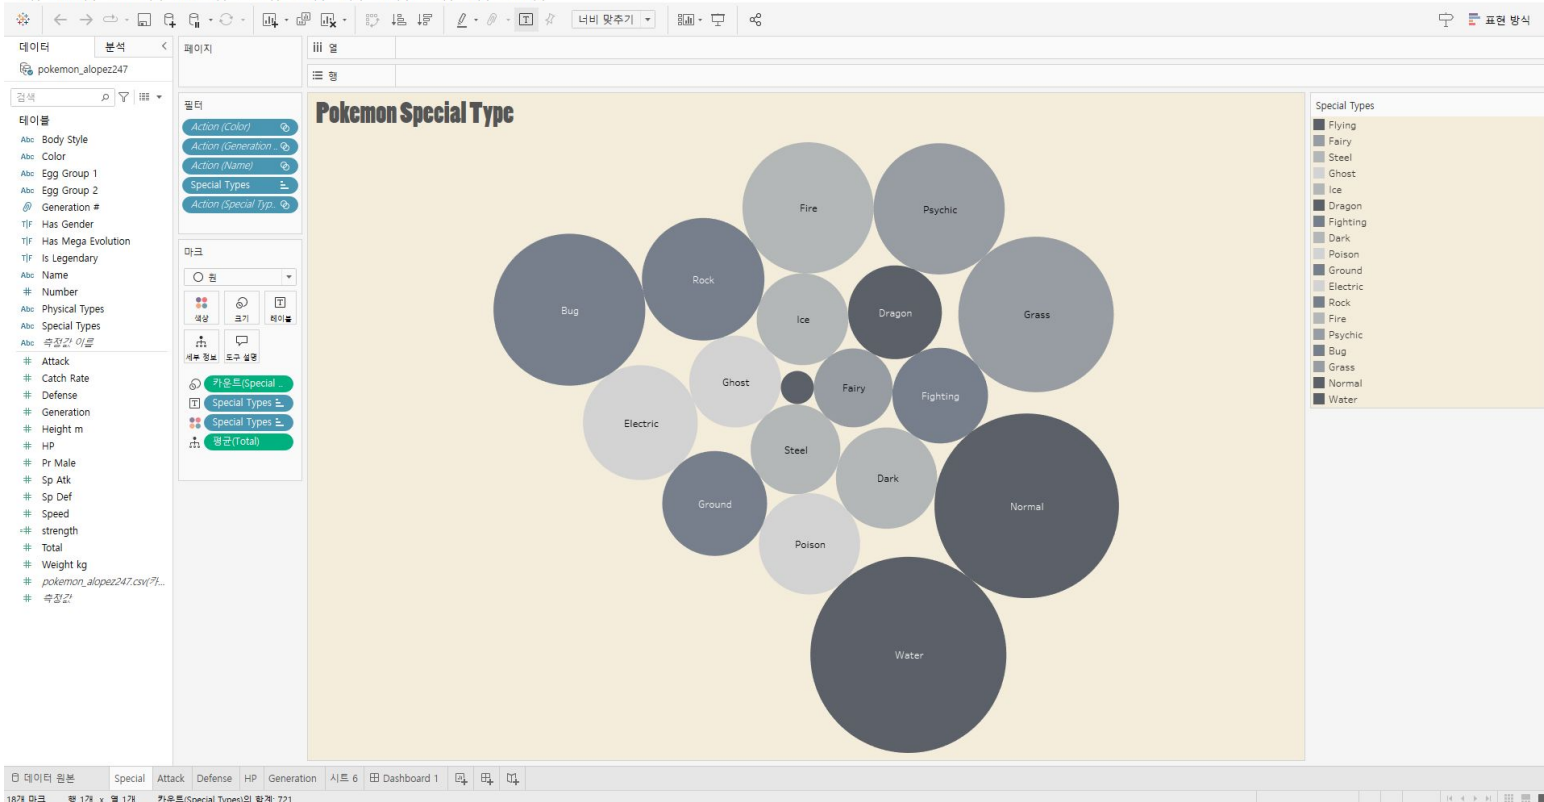 너비 맞추기
표현 방식
데이터
분석
pokemon_alopez247
검색
테이블
Abc Body Style
Abc Color
Abc Egg Group 1
Abc Egg Group 2
Generation #
T|F Has Gender
T|F Has Mega Evolution
T|F Is Legendary
Abc Name
# Number
Abc Physical Types
Abc Special Types
Abc 측정값 이름
# Attack
# Catch Rate
# Defense
# Generation
# Height m
# HP
# Pr Male
# Sp Atk
# Sp Def
# Speed
=# strength
# Total
# Weight kg
# pokemon_alopez247.csv(카...
# 측정값
페이지
필터
Action (Color)
Action (Generation ..
Action (Name)
Special Types
Action (Special Typ..
마크
원
색상
크기
레이블
세부 정보
도구 설명
카운트(Special ..
Special Types
Special Types
평균(Total)
iii 열
행
Pokemon Special Type
Fire
Psychic
Rock
Bug
Ice
Dragon
Grass
Ghost
Fairy
Fighting
Electric
Steel
Dark
Ground
Normal
Poison
Water
Special Types
Flying
Fairy
Steel
Ghost
Ice
Dragon
Fighting
Dark
Poison
Ground
Electric
Rock
Fire
Psychic
Bug
Grass
Normal
Water
데이터 원본
Special
Attack
Defense
HP
Generation
시트 6
Dashboard 1
18개 마크
행 1개 x 열 1개
카운트(Special Types)의 합계: 721